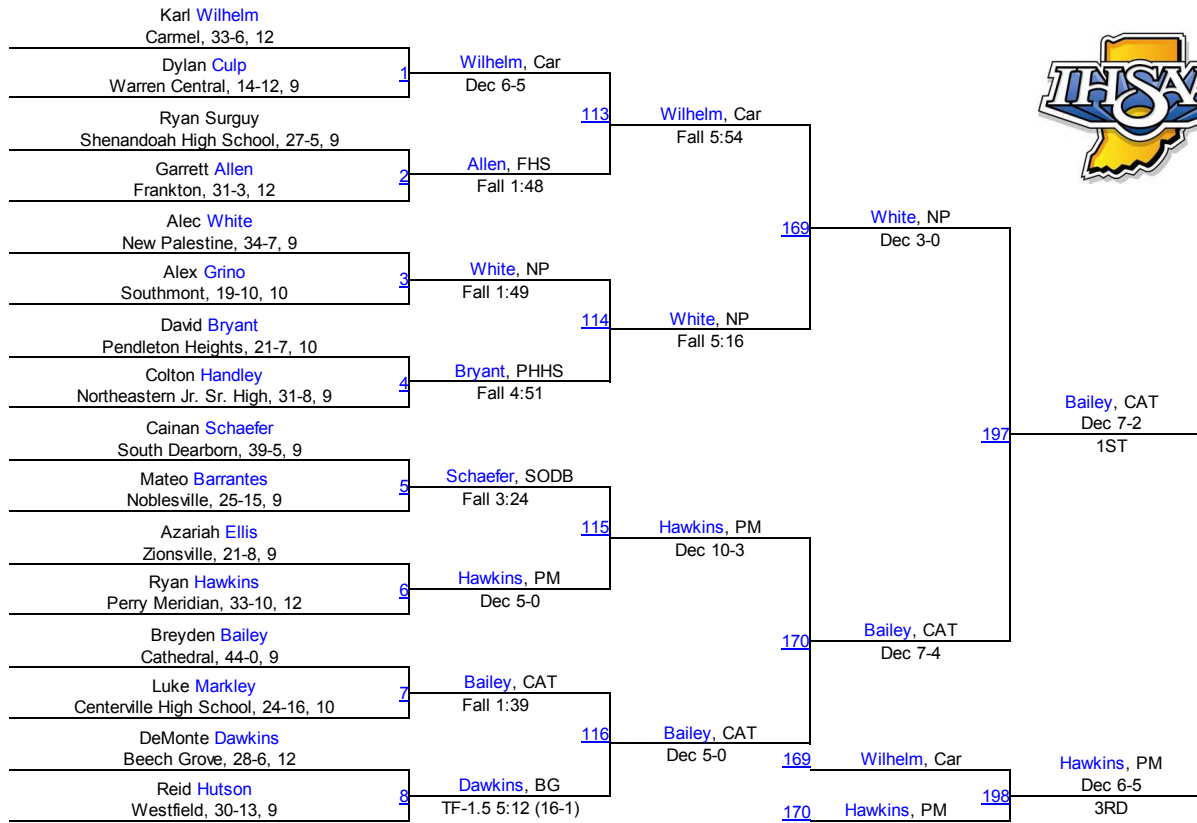 Karl Wilhelm
Carmel, 33-6, 12
Dylan Culp
Warren Central, 14-12, 9
Ryan Surguy
Shenandoah High School, 27-5, 9
Garrett Allen
Frankton, 31-3, 12
Alec White
New Palestine, 34-7, 9
Alex Grino
Southmont, 19-10, 10
David Bryant
Pendleton Heights, 21-7, 10
Colton Handley
Northeastern Jr. Sr. High, 31-8, 9
Cainan Schaefer
South Dearborn, 39-5, 9
Mateo Barrantes
Noblesville, 25-15, 9
Azariah Ellis
Zionsville, 21-8, 9
Ryan Hawkins
Perry Meridian, 33-10, 12
Breyden Bailey
Cathedral, 44-0, 9
Luke Markley
Centerville High School, 24-16, 10
DeMonte Dawkins
Beech Grove, 28-6, 12
Reid Hutson
Westfield, 30-13, 9
1
2
3
4
5
6
7
8
Wilhelm, Car
Dec 6-5
Allen, FHS
Fall 1:48
White, NP
Fall 1:49
Bryant, PHHS
Fall 4:51
Schaefer, SODB
Fall 3:24
Hawkins, PM
Dec 5-0
Bailey, CAT
Fall 1:39
Dawkins, BG
TF-1.5 5:12 (16-1)
113
114
115
116
Wilhelm, Car
Fall 5:54
White, NP
Fall 5:16
Hawkins, PM
Dec 10-3
Bailey, CAT
Dec 5-0
169
170
White, NP
Dec 3-0
Bailey, CAT
Dec 7-4
197
Bailey, CAT
Dec 7-2
1ST
169
Wilhelm, Car
170
Hawkins, PM
198
Hawkins, PM
Dec 6-5
3RD
IHSAA